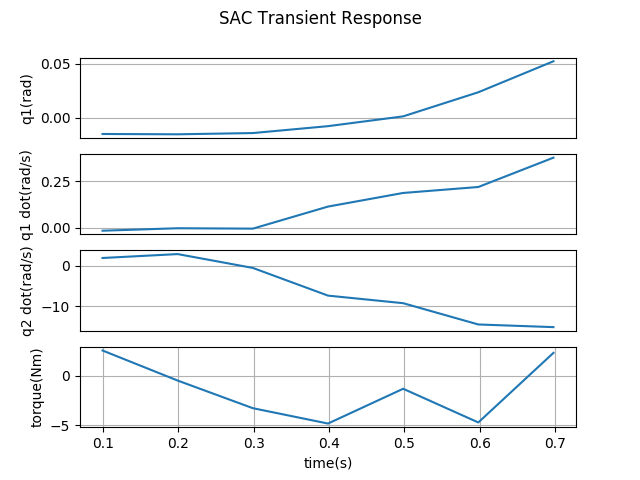 SAC Transient Response
0.05
0.00
q1(rad)
0.25
0.00
q1 dot(rad/s)
0
−10
q2 dot(rad/s)
0
−5
torque(Nm)
0.1 0.2 0.3 0.4 0.5 0.6 0.7
time(s)